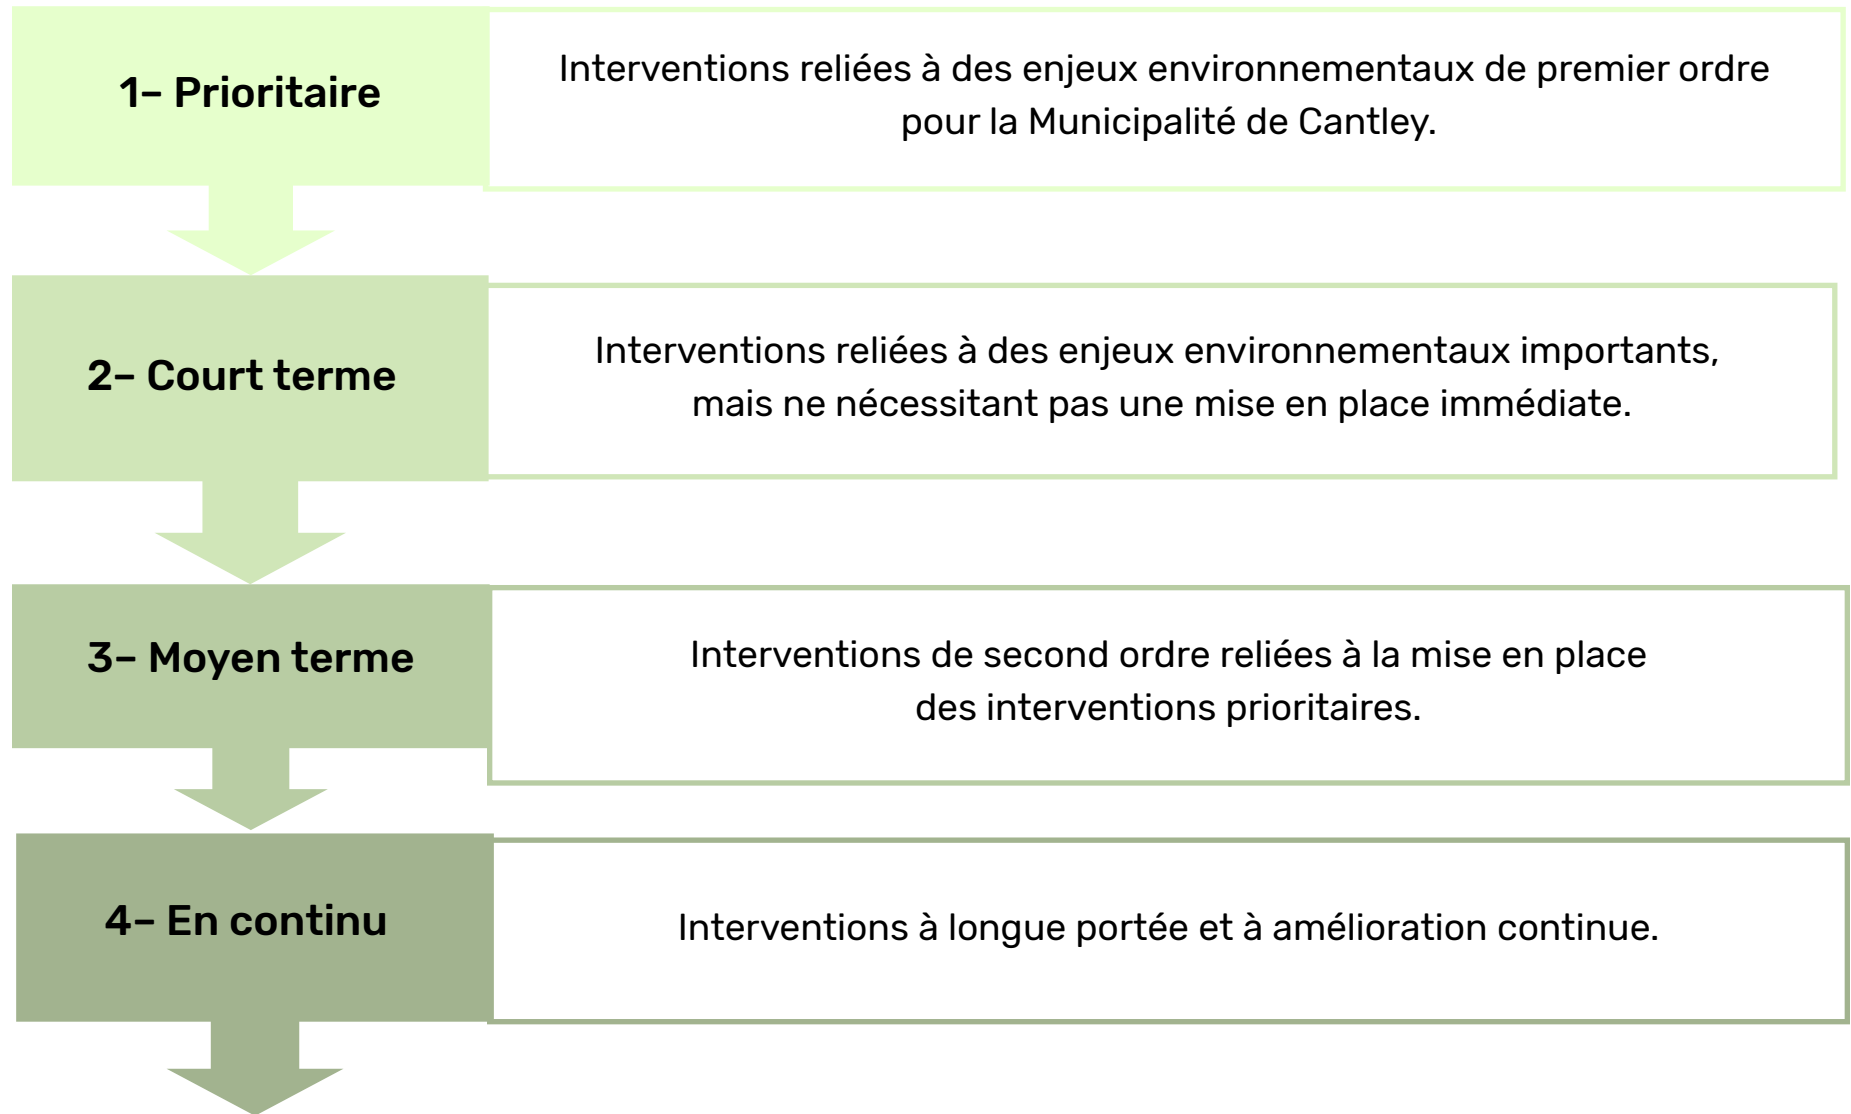 1– Prioritaire
Interventions reliées à des enjeux environnementaux de premier ordre
pour la Municipalité de Cantley.
2– Court terme
Interventions reliées à des enjeux environnementaux importants,
mais ne nécessitant pas une mise en place immédiate.
3– Moyen terme
Interventions de second ordre reliées à la mise en place
des interventions prioritaires.
4– En continu
Interventions à longue portée et à amélioration continue.